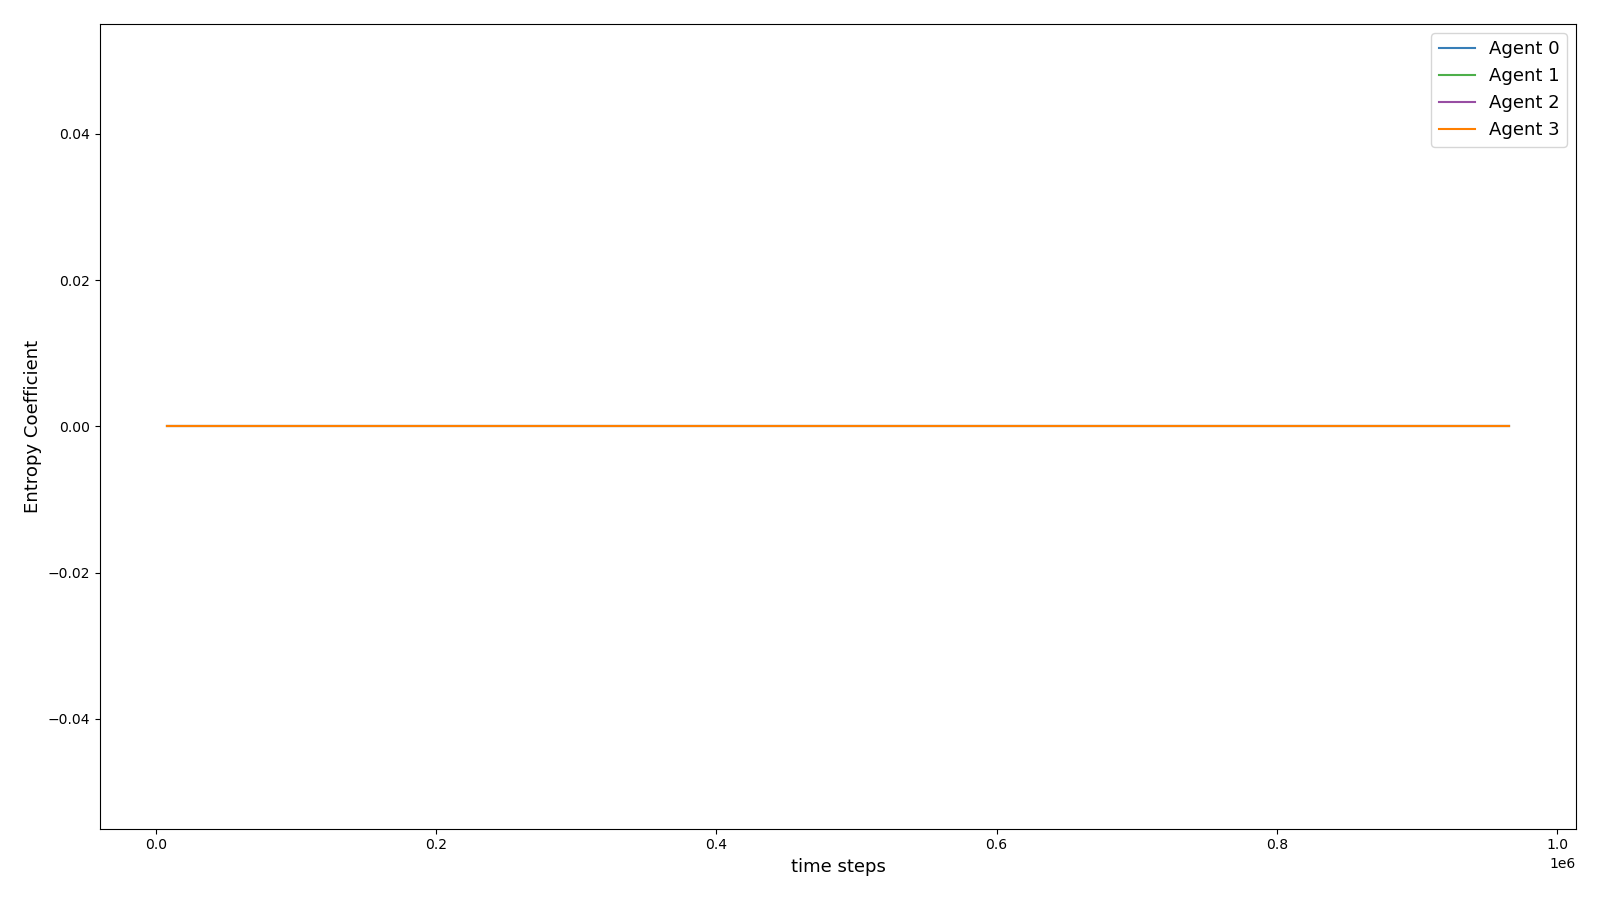 Agent 0
Agent 1
Agent 2
Agent 3
0.04
0.02
0.00
−0.02
−0.04
Entropy Coefficient
0.0 0.2 0.4 0.6 0.8 1.0
1e6
time steps